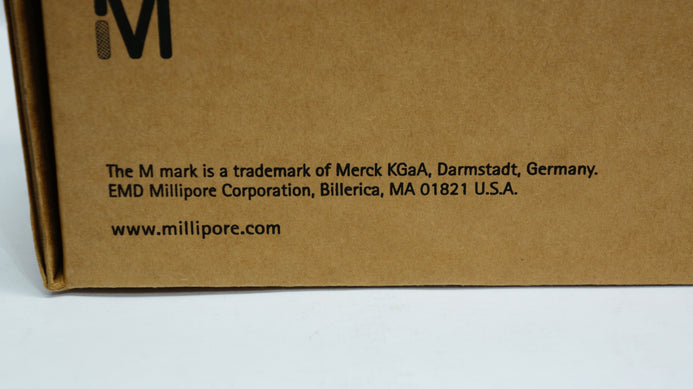 M
The M mark is a trademark of Merck KGaA, Darmstadt, Germany.
EMD Millipore Corporation, Billerica, MA 01821 U.S.A.
www.millipore.com